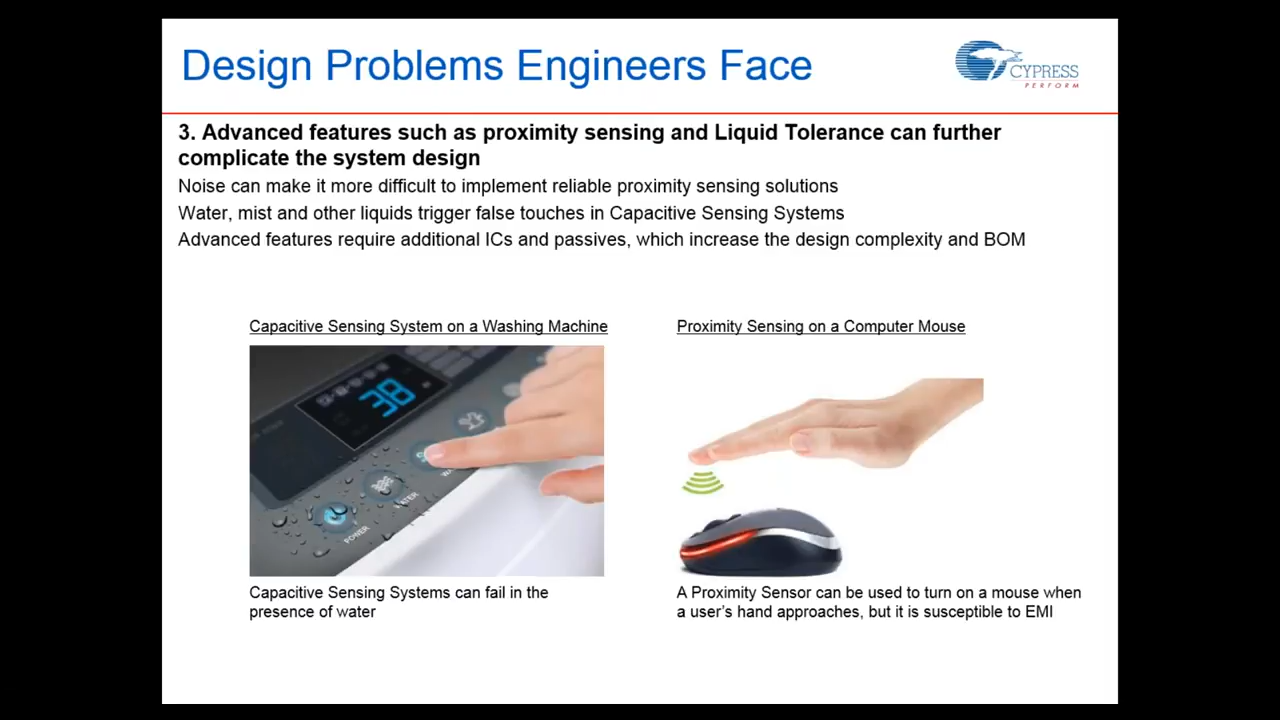 Design Problems Engineers Face
CYPRESS
PERFORM
3. Advanced features such as proximity sensing and Liquid Tolerance can further
complicate the system design
Noise can make it more difficult to implement reliable proximity sensing solutions
Water, mist and other liquids trigger false touches in Capacitive Sensing Systems
Advanced features require additional ICs and passives, which increase the design complexity and BOM
Capacitive Sensing System on a Washing Machine
Proximity Sensing on a Computer Mouse
38
POWER
Capacitive Sensing Systems can fail in the
presence of water
A Proximity Sensor can be used to turn on a mouse when
a user's hand approaches, but it is susceptible to EMI